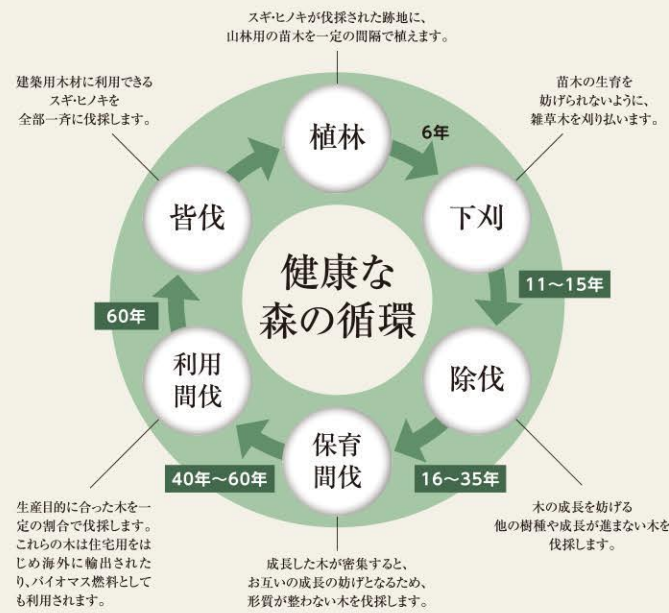 スギ・ヒノキが伐採された跡地に、
山林用の苗木を一定の間隔で植えます。
建築用木材に利用できる
スギ・ヒノキを
全部一斉に伐採します。
苗木の生育を
妨げられないように、
雑草木を刈り払います。
植林
6年
皆伐
下刈
健康な
森の循環
11〜15年
60年
利用
間伐
除伐
保育
間伐
40年〜60年
16〜35年
生産目的に合った木を一
定の割合で伐採します。
これらの木は住宅用をは
じめ海外に輸出された
り、バイオマス燃料として
も利用されます。
成長した木が密集すると、
お互いの成長の妨げとなるため、
形質が整わない木を伐採します。
木の成長を妨げる
他の樹種や成長が進まない木を
伐採します。